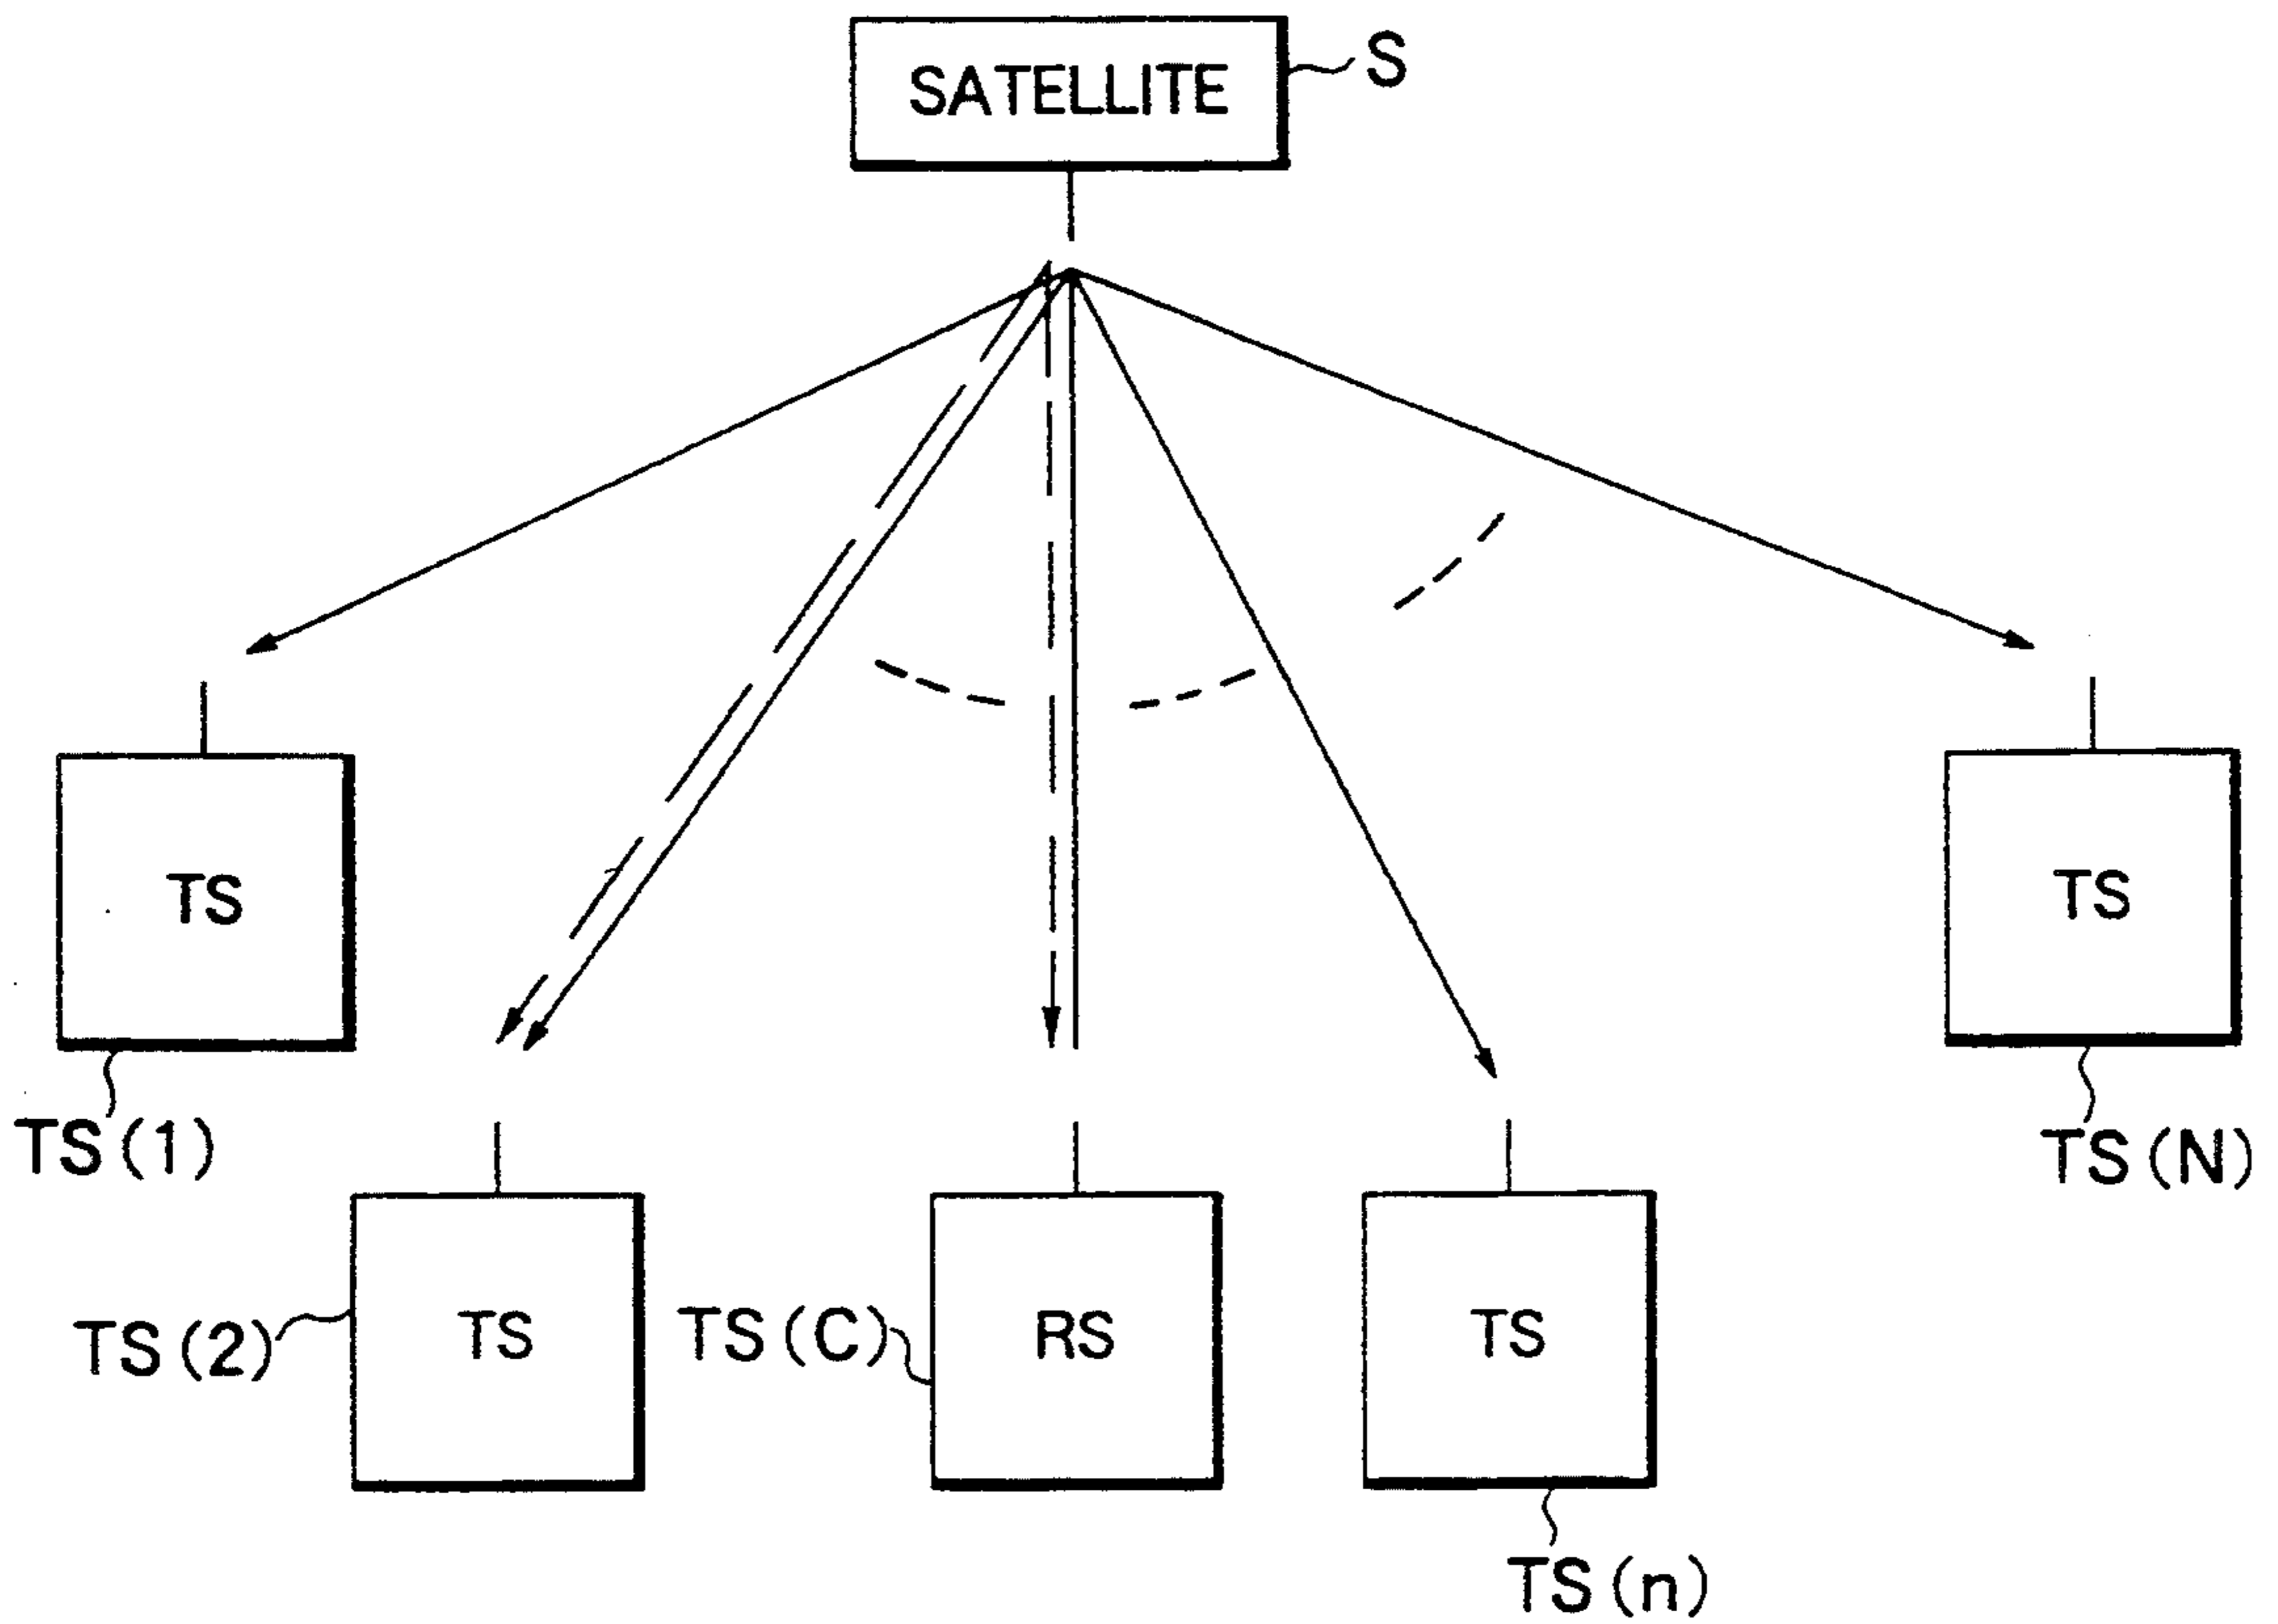 SATELLITE
S
TS
TS
TS(1)
TS(N)
TS(2)
TS
TS(C)
RS
TS
TS(n)